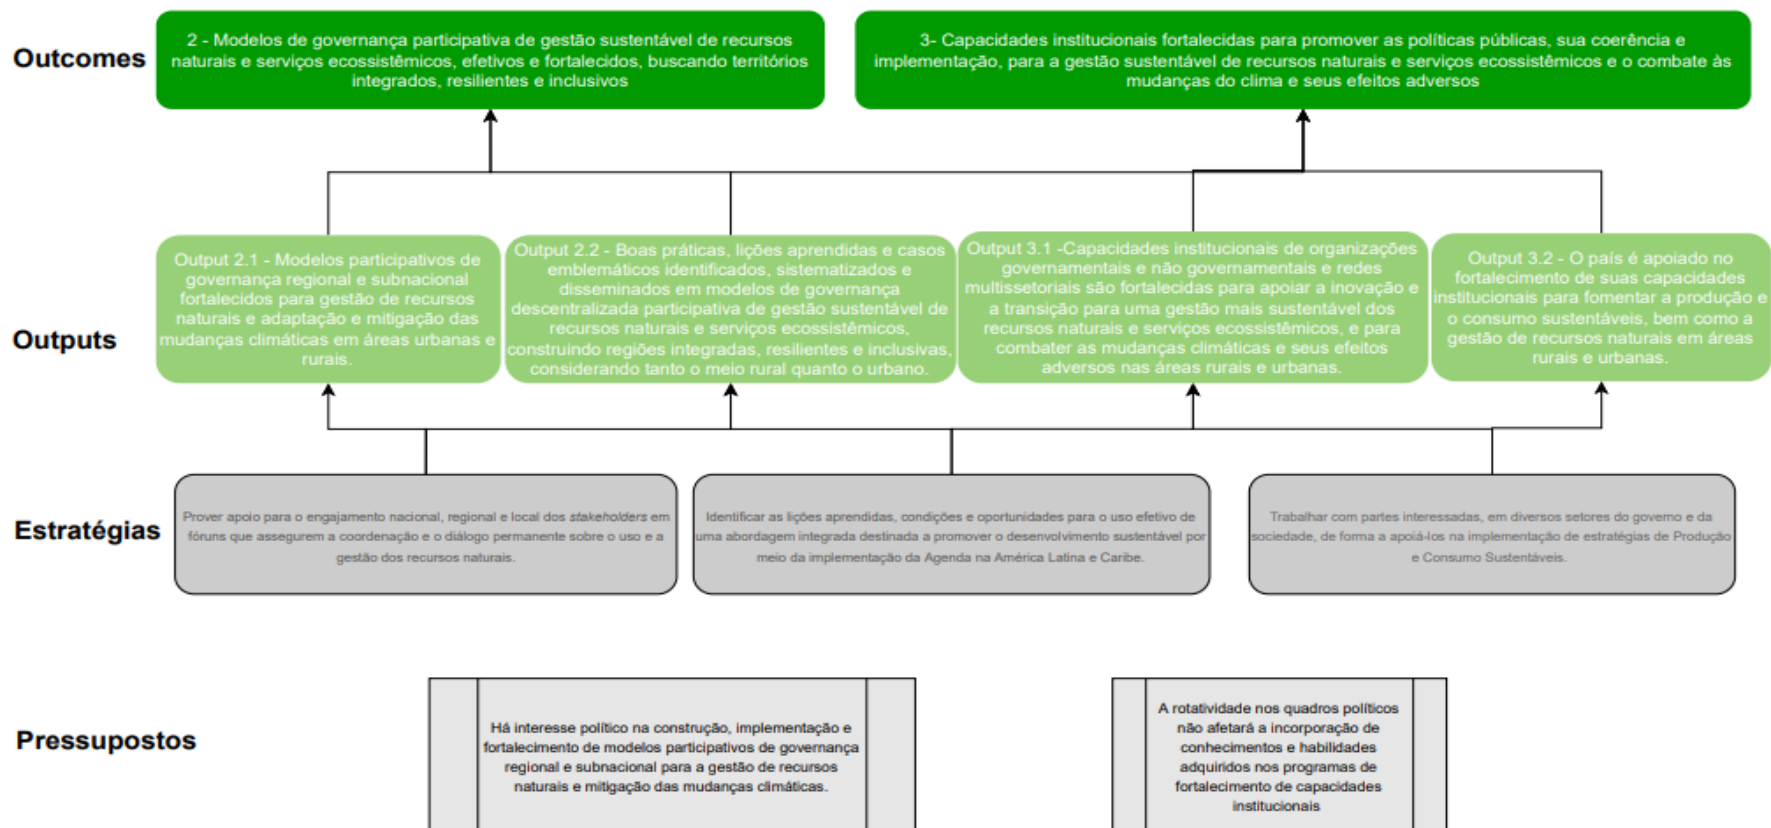 Outcomes
2 - Modelos de governança participativa de gestão sustentável de recursos
naturais e serviços ecossistêmicos, efetivos e fortalecidos, buscando territórios
integrados, resilientes e inclusivos
3- Capacidades institucionais fortalecidas para promover as políticas públicas, sua coerência e
implementação, para a gestão sustentável de recursos naturais e serviços ecossistêmicos e o combate às
mudanças do clima e seus efeitos adversos
Outputs
Output 2.1 - Modelos participativos de
governança regional e subnacional
fortalecidos para gestão de recursos
naturais e adaptação e mitigação das
mudanças climáticas em áreas urbanas e
rurais.
Output 2.2 - Boas práticas, lições aprendidas e casos
emblemáticos identificados, sistematizados e
disseminados em modelos de governança
descentralizada participativa de gestão sustentável de
recursos naturais e serviços ecossistêmicos,
construindo regiões integradas, resilientes e inclusivas,
considerando tanto o meio rural quanto o urbano.
Output 3.1 -Capacidades institucionais de organizações
governamentais e não governamentais e redes
multissetoriais são fortalecidas para apoiar a inovação e
a transição para uma gestão mais sustentável dos
recursos naturais e serviços ecossistêmicos, e para
combater as mudanças climáticas e seus efeitos
adversos nas áreas rurais e urbanas.
Output 3.2 - O país é apoiado no
fortalecimento de suas capacidades
institucionais para fomentar a produção e
o consumo sustentáveis, bem como a
gestão de recursos naturais em áreas
rurais e urbanas.
Estratégias
Prover apoio para o engajamento nacional, regional e local dos stakeholders em
fóruns que assegurem a coordenação e o diálogo permanente sobre o uso e a
gestão dos recursos naturais.
Identificar as lições aprendidas, condições e oportunidades para o uso efetivo de
uma abordagem integrada destinada a promover o desenvolvimento sustentável por
meio da implementação da Agenda na América Latina e Caribe.
Trabalhar com partes interessadas, em diversos setores do governo e da
sociedade, de forma a apoiá-los na implementação de estratégias de Produção
e Consumo Sustentáveis.
Pressupostos
Há interesse político na construção, implementação e
fortalecimento de modelos participativos de governança
regional e subnacional para a gestão de recursos
naturais e mitigação das mudanças climáticas.
A rotatividade nos quadros políticos
não afetará a incorporação de
conhecimentos e habilidades
adquiridos nos programas de
fortalecimento de capacidades
institucionais